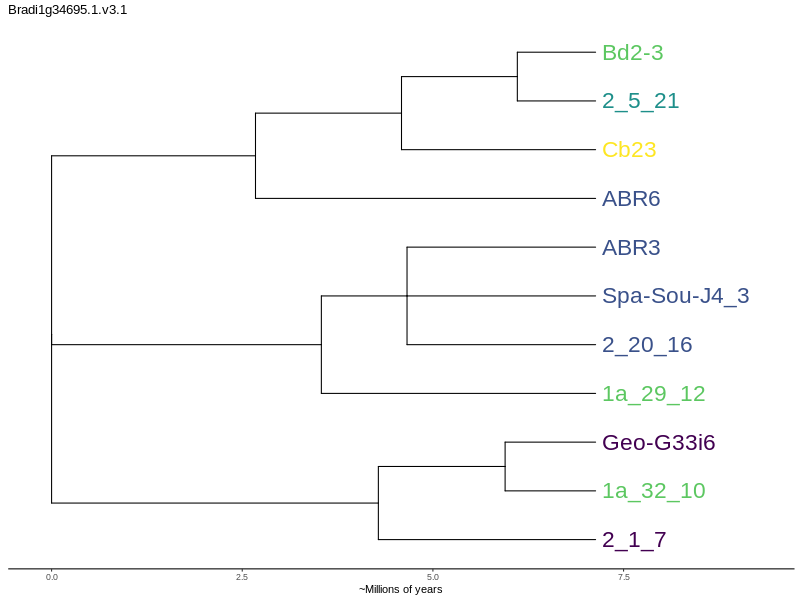 Bradi1g34695.1.v3.1
Bd2-3
2_5_21
Cb23
ABR6
ABR3
Spa-Sou-J4_3
2_20_16
1a_29_12
Geo-G33i6
1a_32_10
2_1_7
0.0 2.5 5.0 7.5
~Millions of years